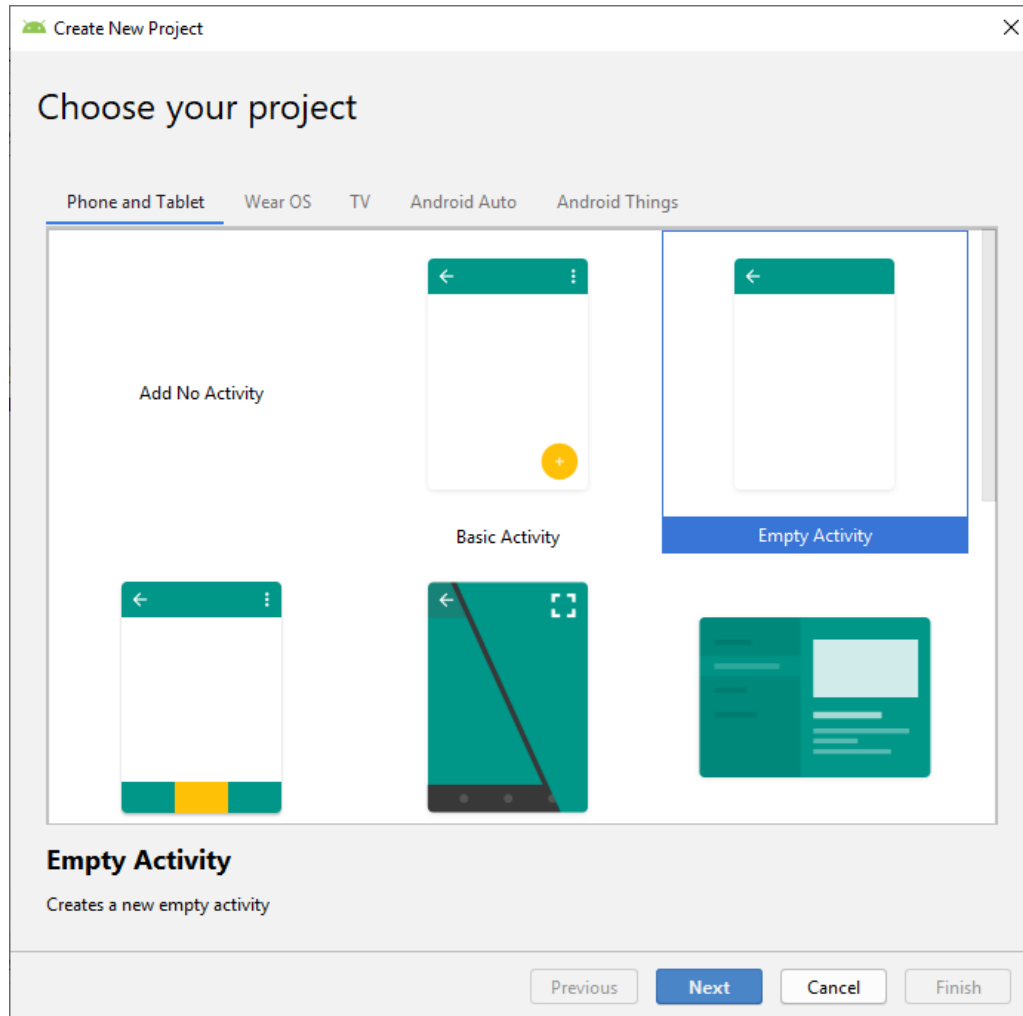 Create New Project
Choose your project
Phone and Tablet Wear OS TV Android Auto Android Things
Add No Activity
Basic Activity
Empty Activity
Empty Activity
Creates a new empty activity
Previous Next Cancel Finish